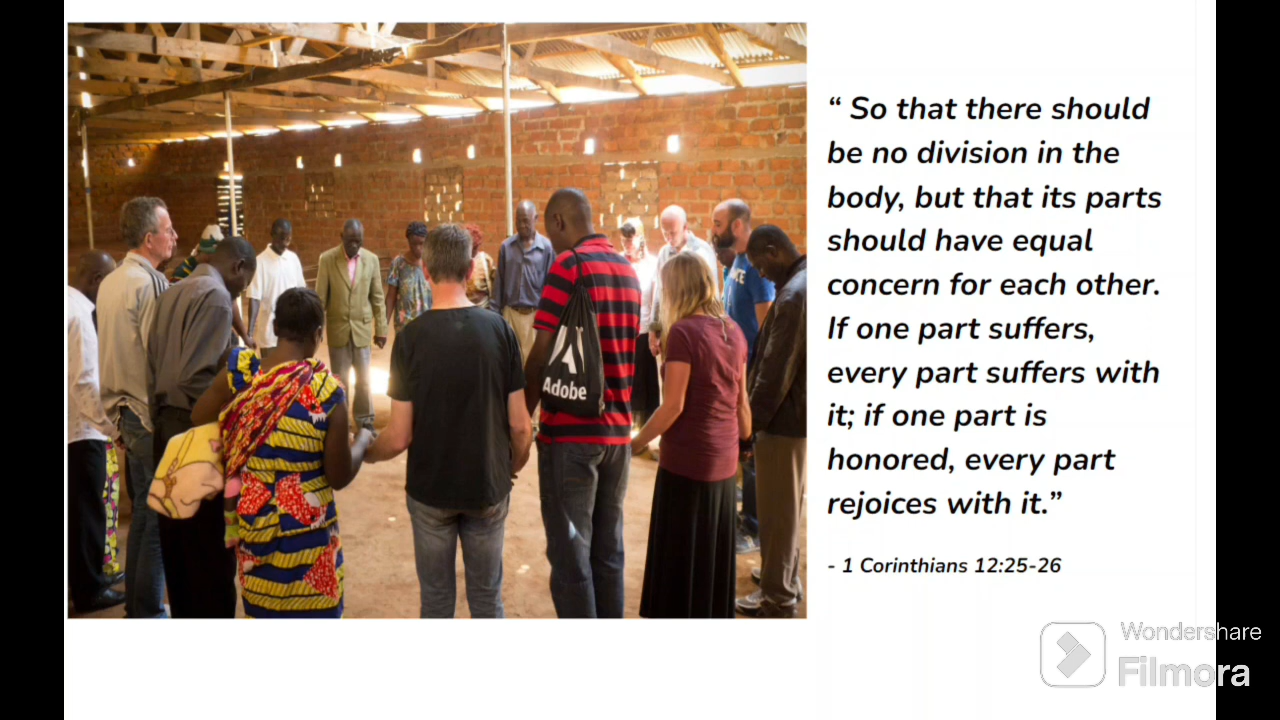 “ So that there should
be no division in the
body, but that its parts
should have equal
concern for each other.
If one part suffers,
every part suffers with
it; if one part is
honored, every part
rejoices with it.”
- 1 Corinthians 12:25-26
Adobe
Wondershare
Filmora